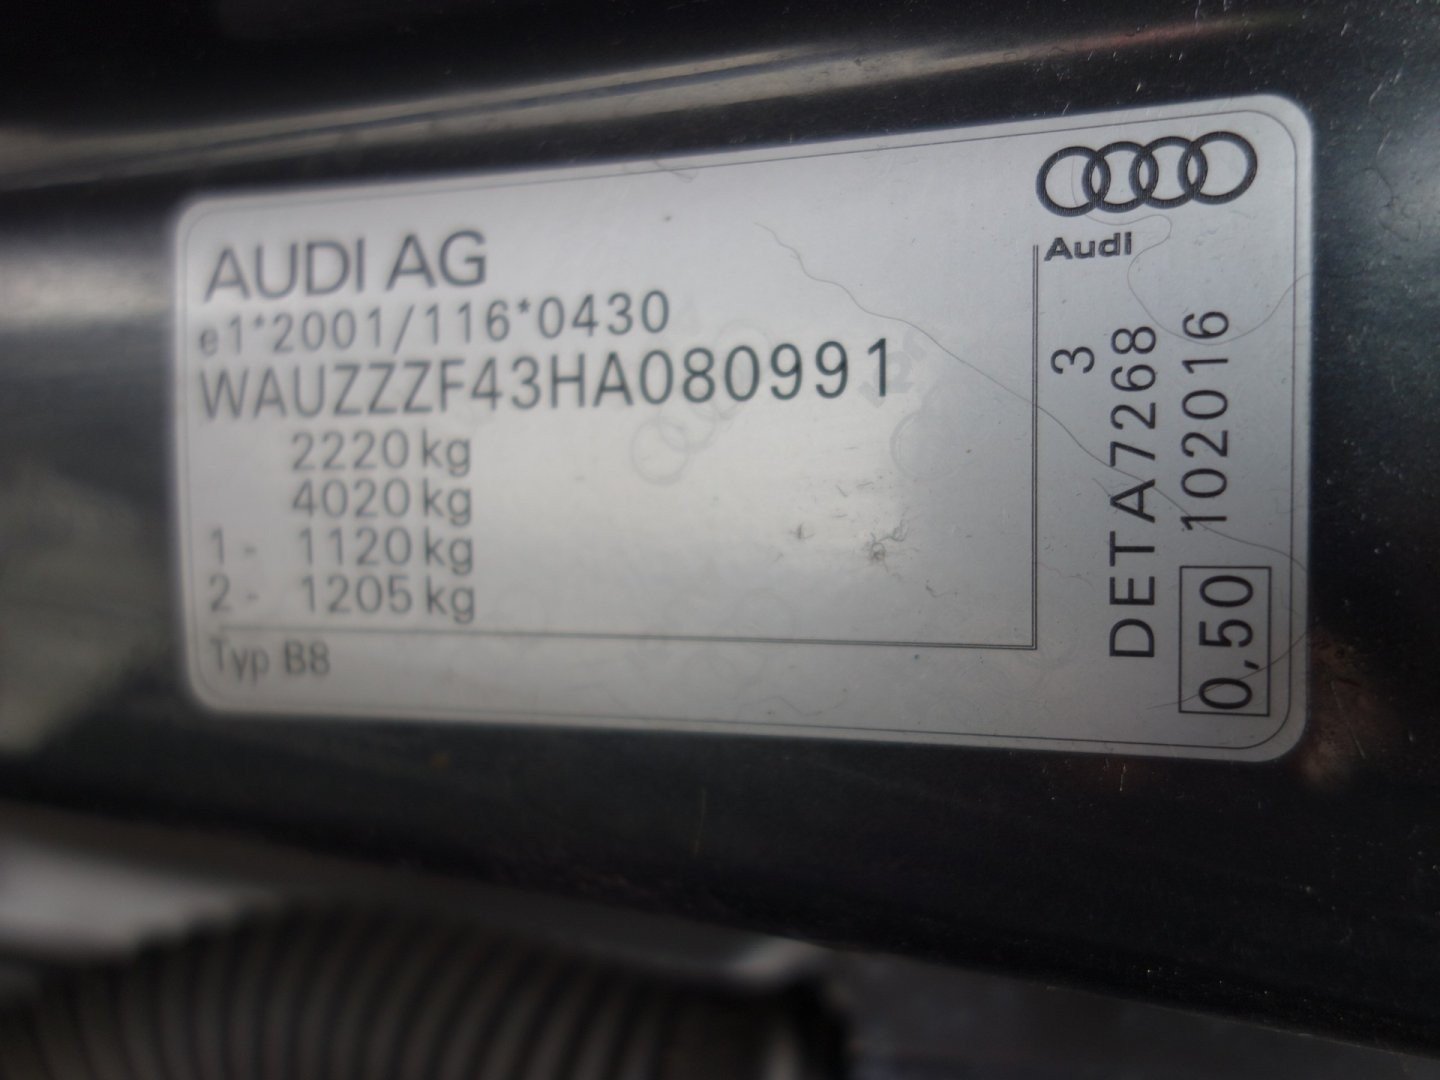 AUDI AG
e1*2001/116*0430
WAUZZZF43HA080991
2220 kg
4020 kg
1 - 1120 kg
2 - 1205 kg
Typ B8
Audi
3
DETA7268
0,50 102016